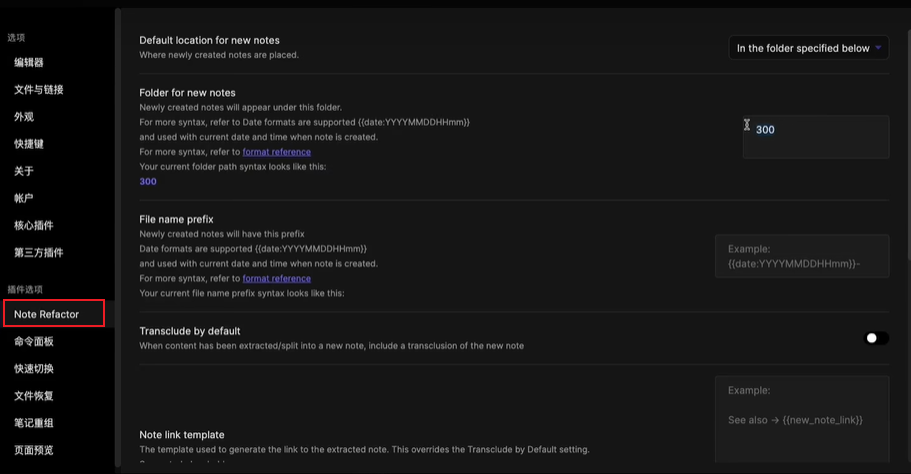 选项
编辑器
文件与链接
外观
快捷键
关于
帐户
核心插件
第三方插件
插件选项
Note Refactor
命令面板
快速切换
文件恢复
笔记重组
页面预览
Default location for new notes
Where newly created notes are placed.
In the folder specified below
Folder for new notes
Newly created notes will appear under this folder.
For more syntax, refer to Date formats are supported {{date:YYYYMMDDHHmm}}
and used with current date and time when note is created.
For more syntax, refer to format reference
Your current folder path syntax looks like this:
300
300
File name prefix
Newly created notes will have this prefix
Date formats are supported {{date:YYYYMMDDHHmm}}
and used with current date and time when note is created.
For more syntax, refer to format reference
Your current file name prefix syntax looks like this:
Example:
{{date:YYYYMMDDHHmm}}-
Transclude by default
When content has been extracted/split into a new note, include a transclusion of the new note
Note link template
The template used to generate the link to the extracted note. This overrides the Transclude by Default setting.
Example:
See also → {{new_note_link}}